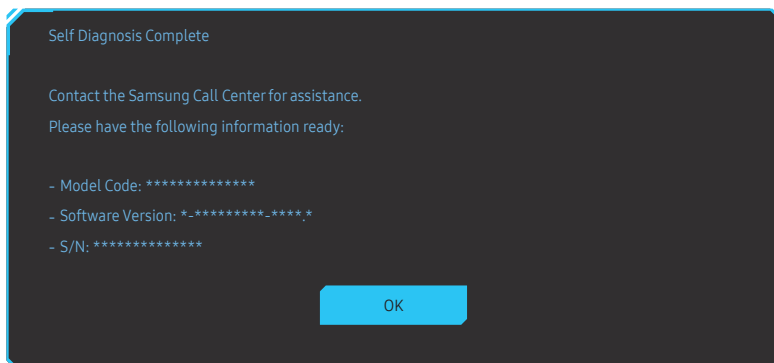 Self Diagnosis Complete
Contact the Samsung Call Center for assistance.
Please have the following information ready:
- Model Code: **************
- Software Version: *-*********-****.*
- S/N: **************
OK